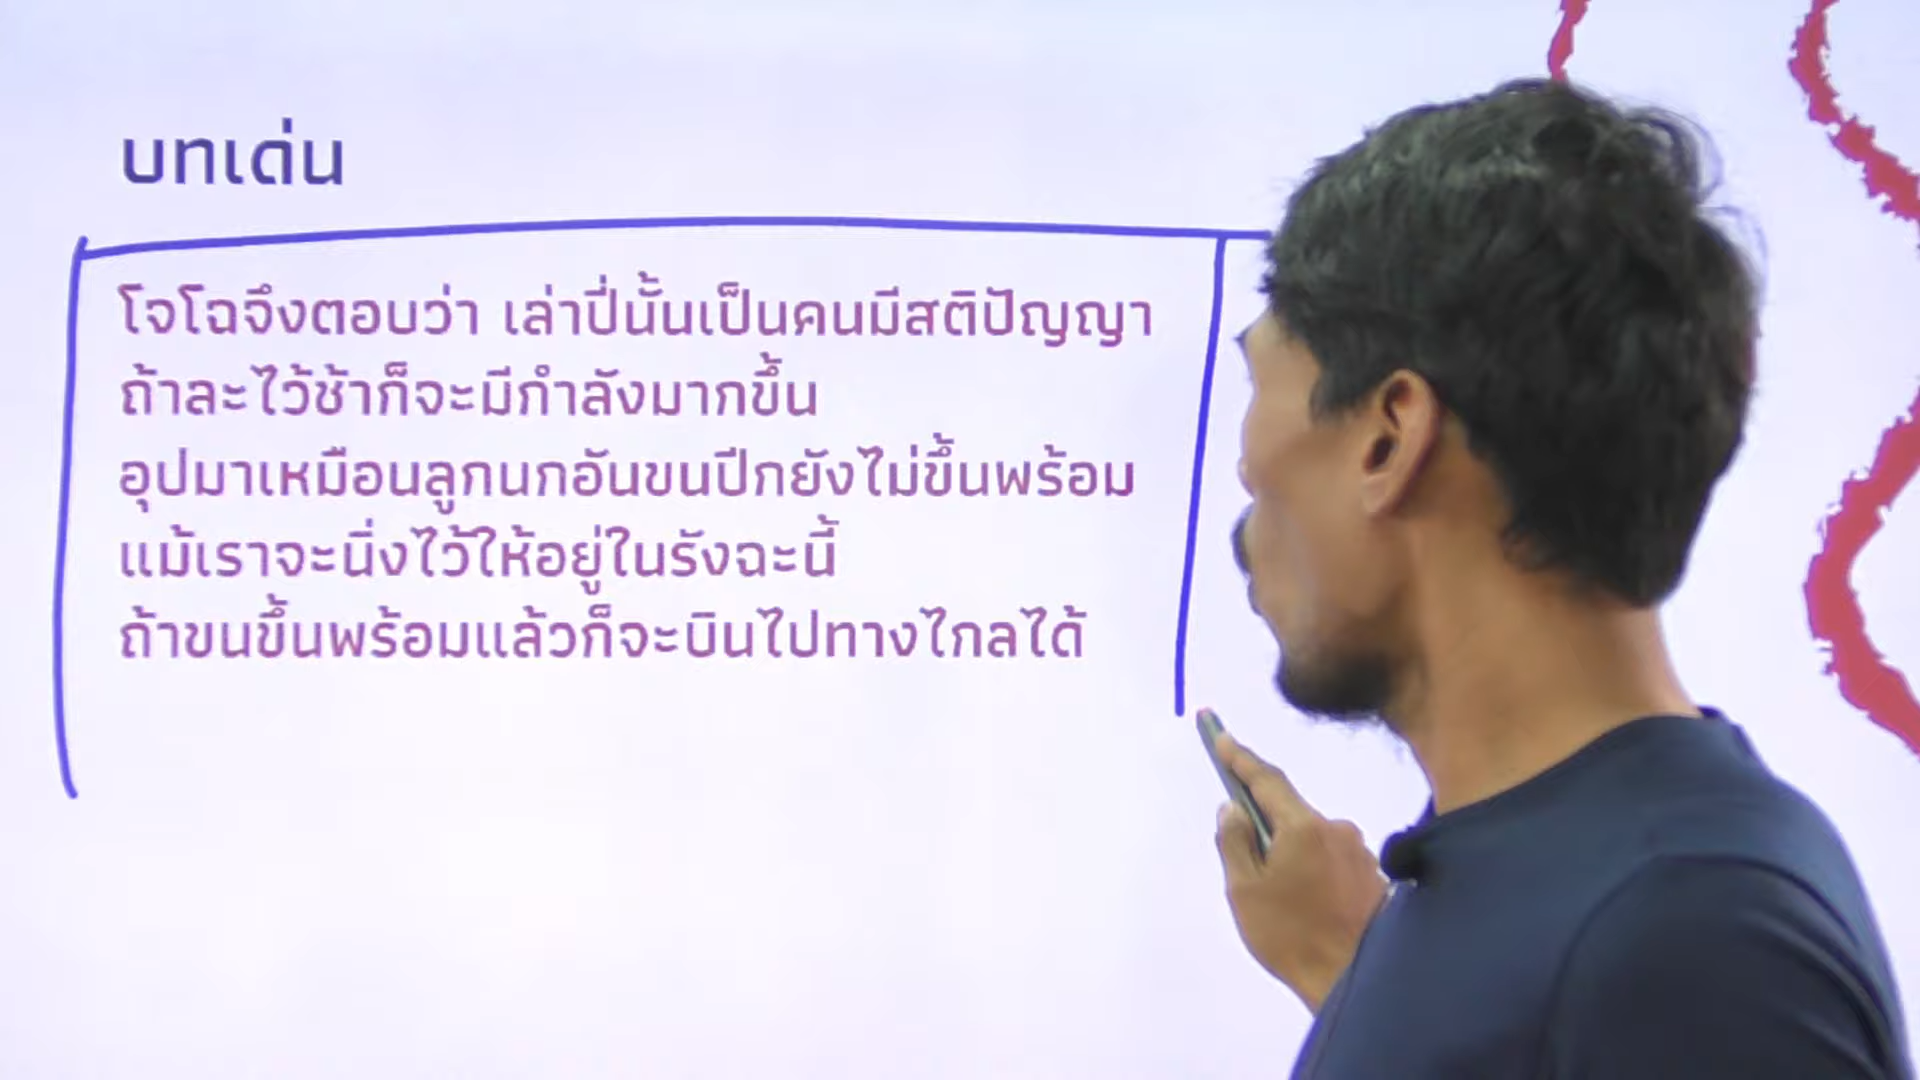 บทเด่น
โจโฉจึงตอบว่า เล่าปี่นั้นเป็นคนมีสติปัญญา
ถ้าละไว้ช้าก็จะมีกำลังมากขึ้น
อุปมาเหมือนลูกนกอันขนปีกยังไม่ขึ้นพร้อม
แม้เราจะนิ่งไว้ให้อยู่ในรังฉะนี้
ถ้าขนขึ้นพร้อมแล้วก็จะบินไปทางไกลได้